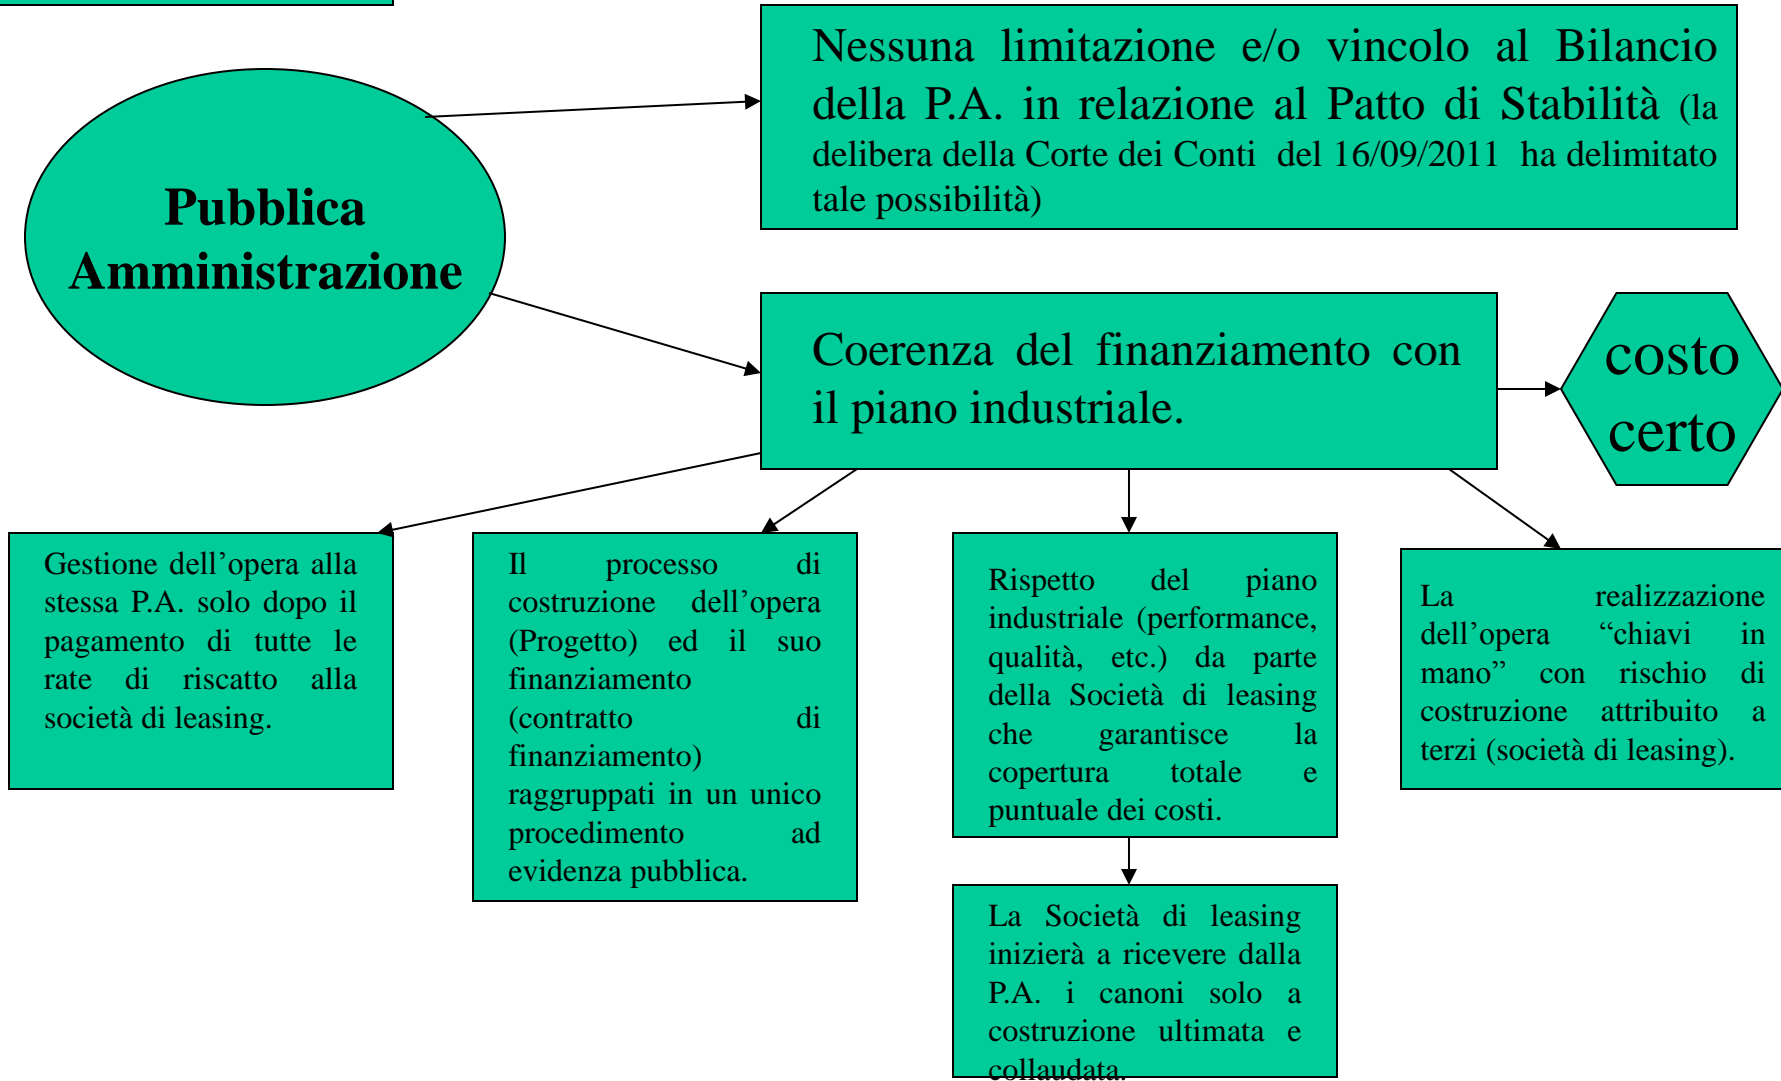 Nessuna limitazione e/o vincolo al Bilancio
della P.A. in relazione al Patto di Stabilità (la
delibera della Corte dei Conti del 16/09/2011 ha delimitato
tale possibilità)
Pubblica
Amministrazione
Coerenza del finanziamento con
il piano industriale.
costo
certo
Gestione dell’opera alla
stessa P.A. solo dopo il
pagamento di tutte le
rate di riscatto alla
società di leasing.
Il processo di
costruzione dell’opera
(Progetto) ed il suo
finanziamento
(contratto di
finanziamento)
raggruppati in un unico
procedimento ad
evidenza pubblica.
Rispetto del piano
industriale (performance,
qualità, etc.) da parte
della Società di leasing
che garantisce la
copertura totale e
puntuale dei costi.
La realizzazione
dell’opera “chiavi in
mano” con rischio di
costruzione attribuito a
terzi (società di leasing).
La Società di leasing
inizierà a ricevere dalla
P.A. i canoni solo a
costruzione ultimata e
collaudata.